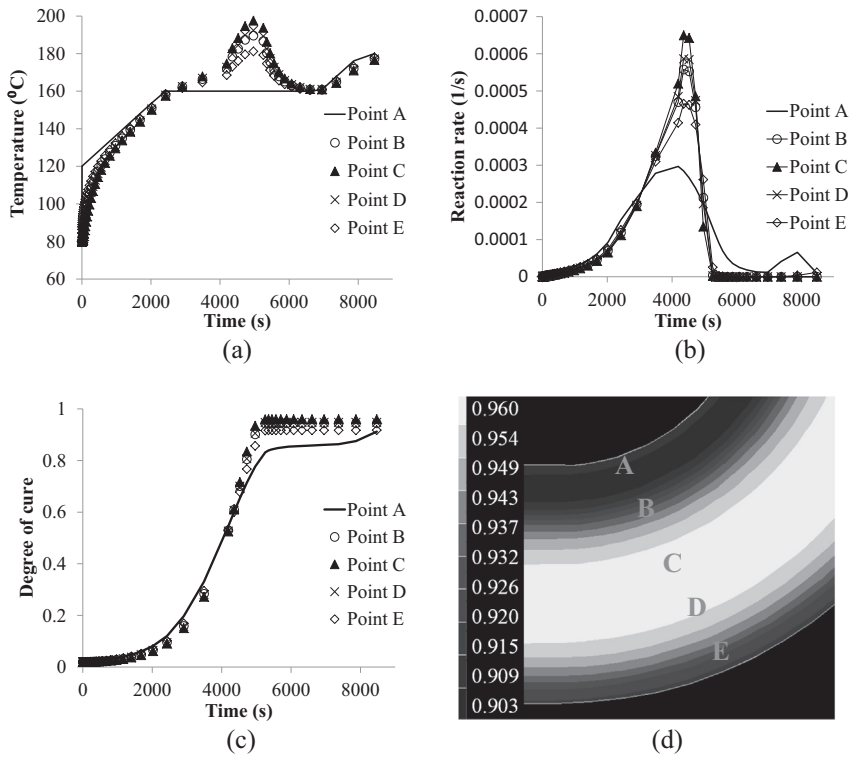 200
180
160
140
120
100
80
60
Temperature (⁰C)
0 2000 4000 6000 8000
Time (s)
Point A
Point B
Point C
Point D
Point E
(a)
0.0007
0.0006
0.0005
0.0004
0.0003
0.0002
0.0001
0
Reaction rate (1/s)
0 2000 4000 6000 8000
Time (s)
Point A
Point B
Point C
Point D
Point E
(b)
1
0.8
0.6
0.4
0.2
0
Degree of cure
0 2000 4000 6000 8000
Time (s)
Point A
Point B
Point C
Point D
Point E
(c)
0.960
0.954
0.949
0.943
0.937
0.932
0.926
0.920
0.915
0.909
0.903
A
B
C
D
E
(d)